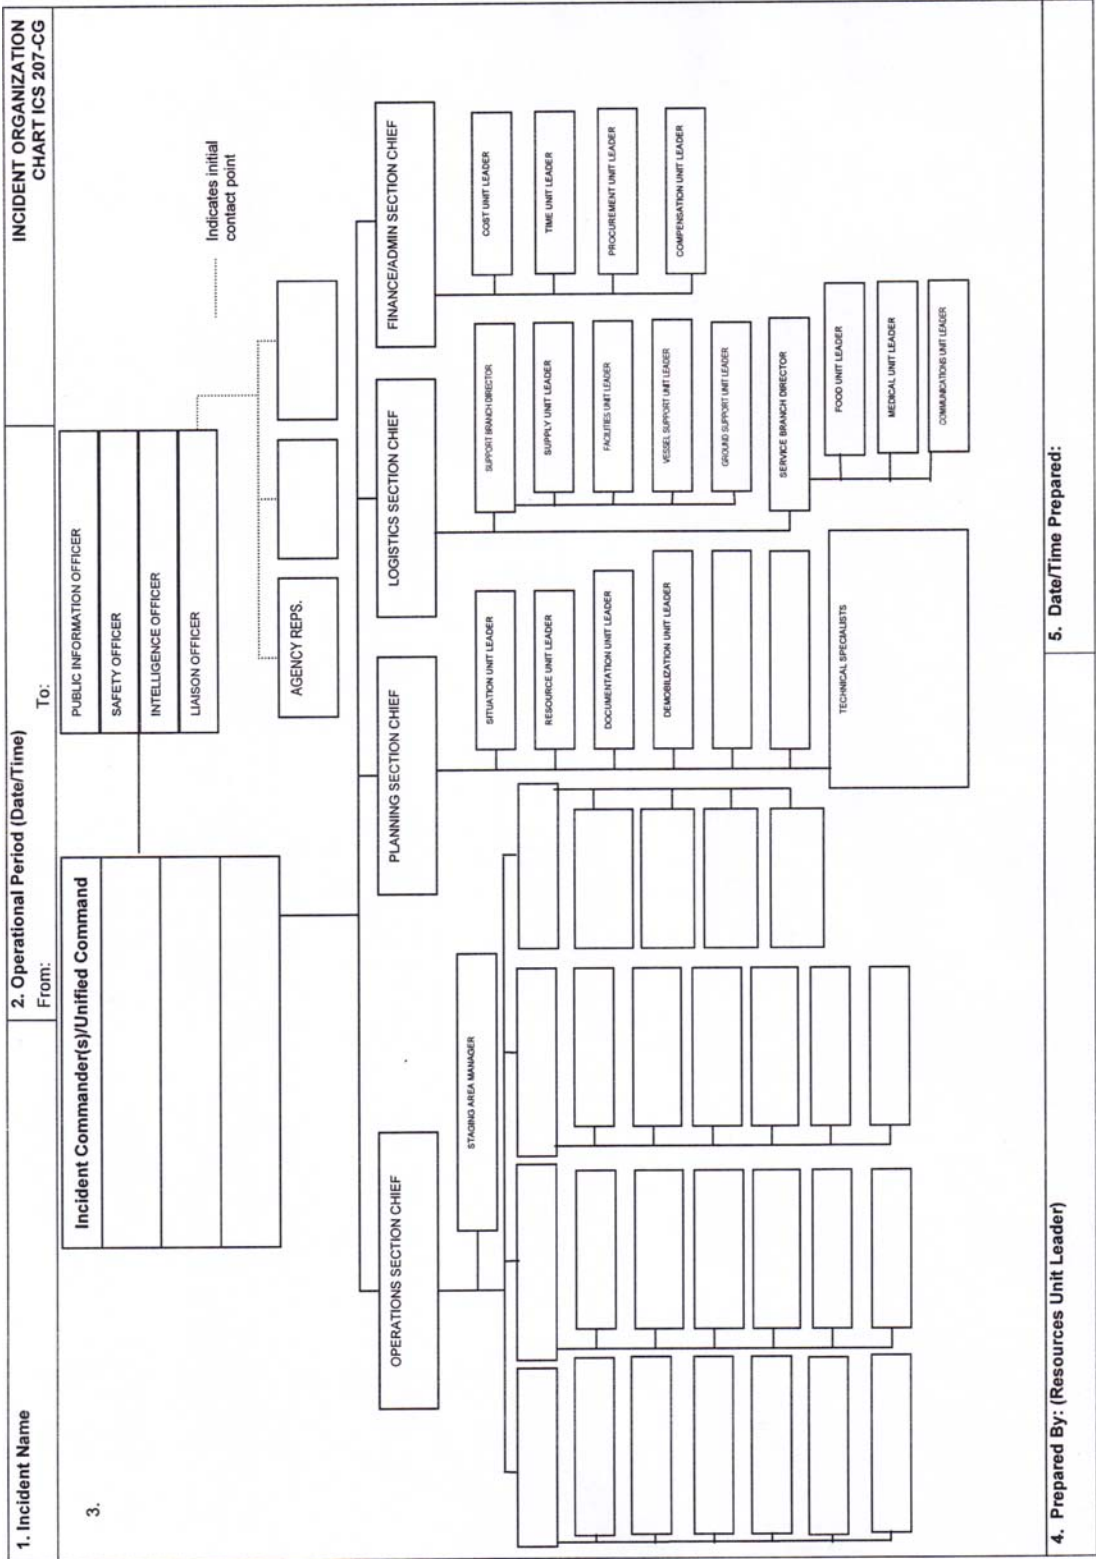 1. Incident Name
2. Operational Period (Date/Time)
From:
To:
INCIDENT ORGANIZATION
CHART ICS 207-CG
3.
Incident Commander(s)/Unified Command
PUBLIC INFORMATION OFFICER
SAFETY OFFICER
INTELLIGENCE OFFICER
LIAISON OFFICER
Indicates initial
contact point
AGENCY REPS.
OPERATIONS SECTION CHIEF
PLANNING SECTION CHIEF
LOGISTICS SECTION CHIEF
FINANCE/ADMIN SECTION CHIEF
STAGING AREA MANAGER
SITUATION UNIT LEADER
RESOURCE UNIT LEADER
DOCUMENTATION UNIT LEADER
DEMOBILIZATION UNIT LEADER
TECHNICAL SPECIALISTS
SUPPORT BRANCH DIRECTOR
SUPPLY UNIT LEADER
FACILITIES UNIT LEADER
VESSEL SUPPORT UNIT LEADER
GROUND SUPPORT UNIT LEADER
SERVICE BRANCH DIRECTOR
FOOD UNIT LEADER
MEDICAL UNIT LEADER
COMMUNICATIONS UNIT LEADER
COST UNIT LEADER
TIME UNIT LEADER
PROCUREMENT UNIT LEADER
COMPENSATION UNIT LEADER
4. Prepared By: (Resources Unit Leader)
5. Date/Time Prepared: